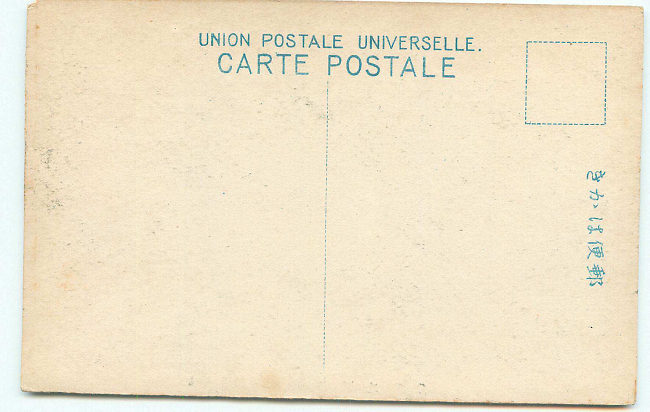 UNION POSTALE UNIVERSELLE.
CARTE POSTALE
きかは便郵